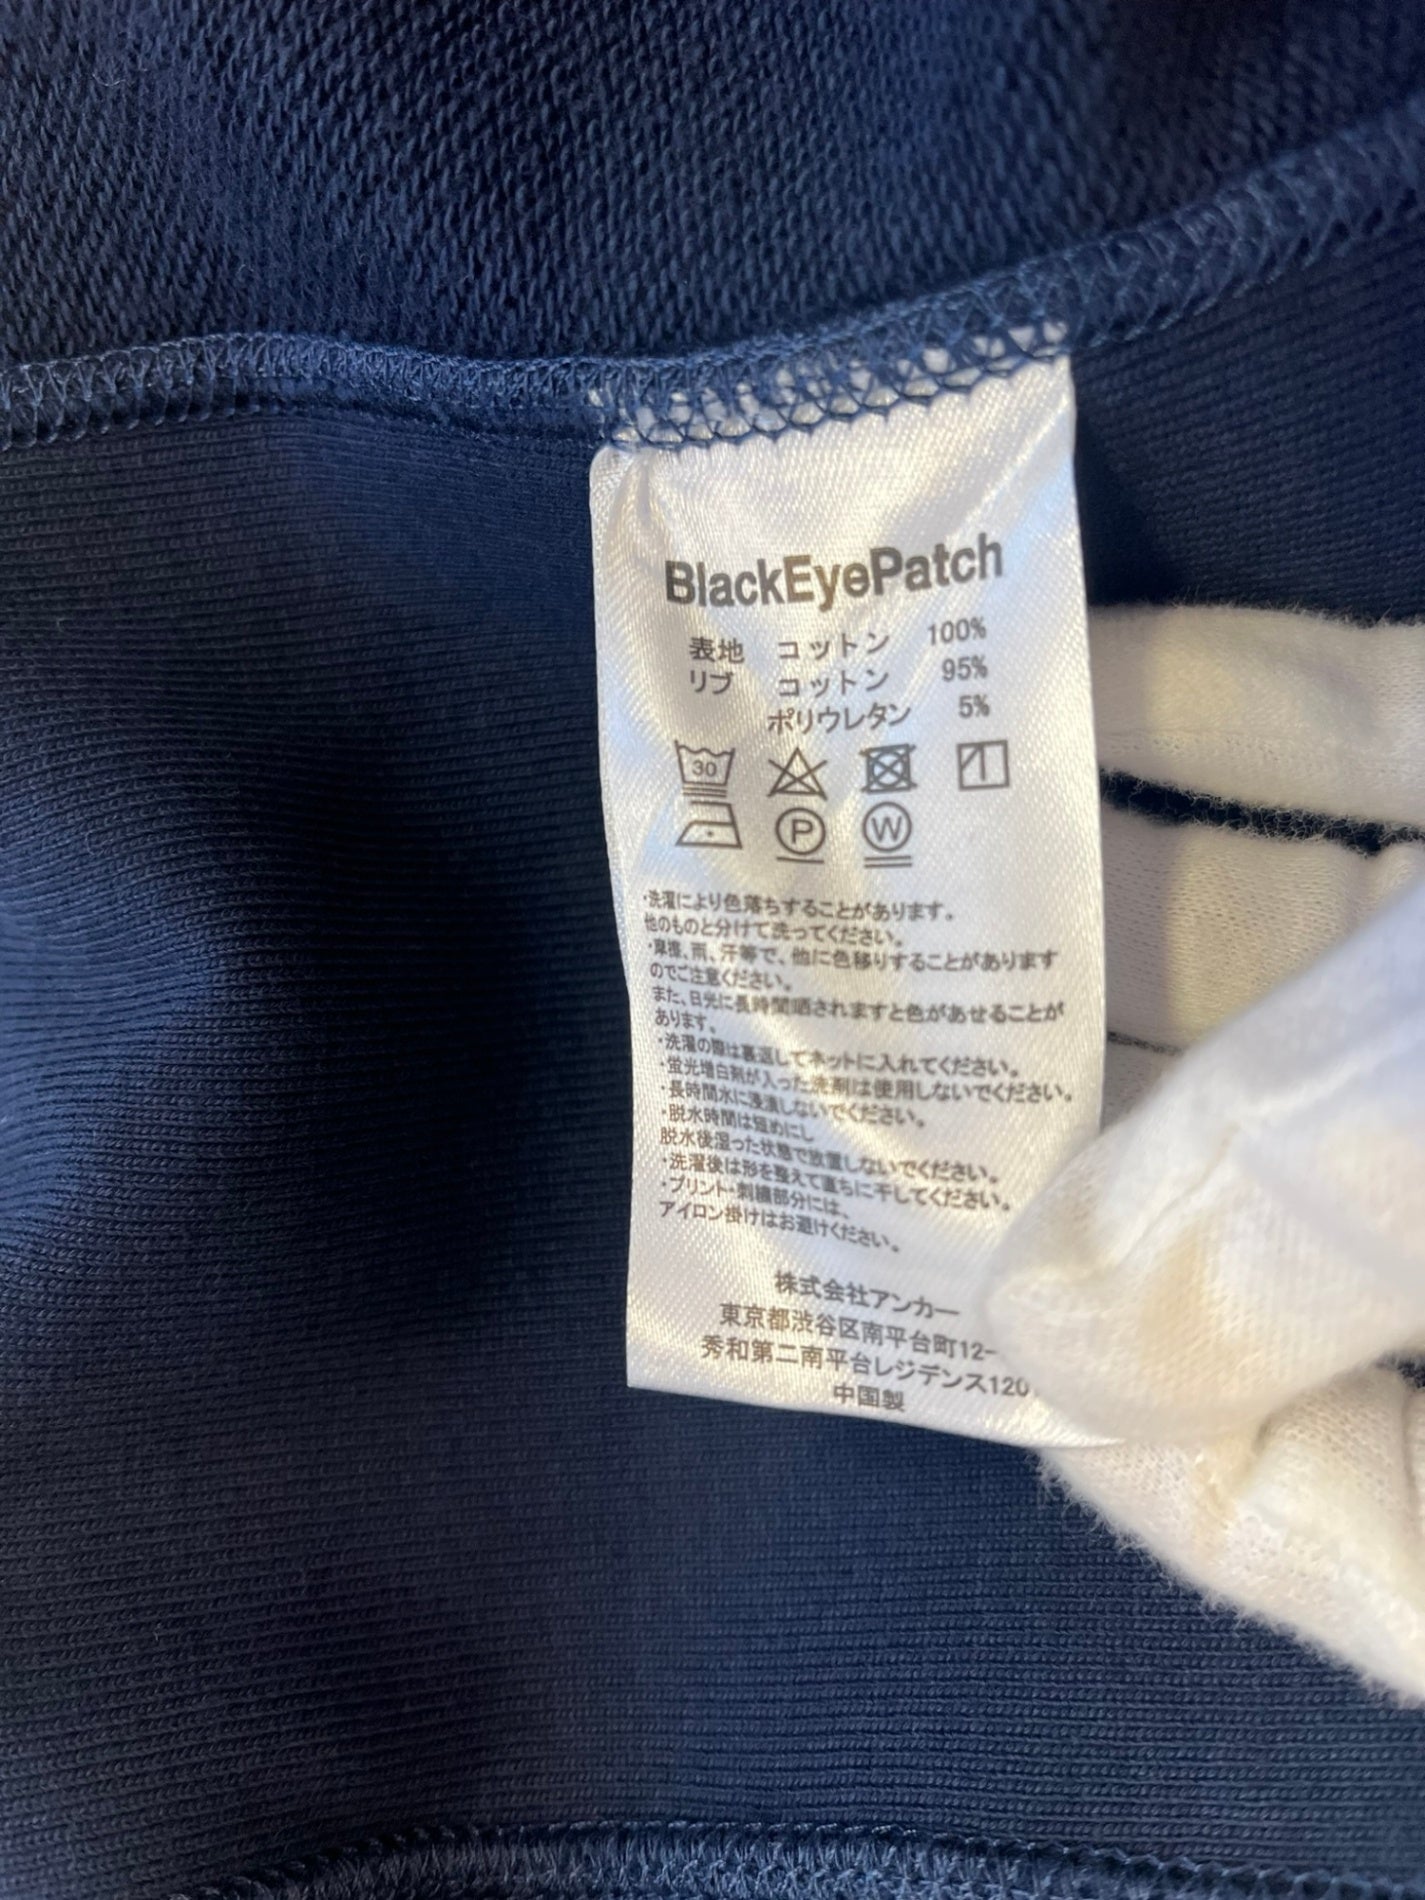 BlackEyePatch
表地 コットン 100%
リブ コットン 95%
ポリウレタン 5%
30
P W
・洗濯により色落ちすることがあります。
他のものと分けて洗ってください。
・摩擦、雨、汗等で、他に色移りすることがあります
のでご注意ください。
また、日光に長時間晒されますと色があせることが
あります。
・洗濯の際は裏返してネットに入れてください。
・蛍光増白剤が入った洗剤は使用しないでください。
・長時間水に浸漬しないでください。
・脱水時間は短めにし
脱水後湿った状態で放置しないでください。
・洗濯後は形を整えて直ちに干してください。
・プリント・刺繍部分には、
アイロン掛けはお避けください。
株式会社アンカー
東京都渋谷区南平台町12-
秀和第二南平台レジデンス120
中国製